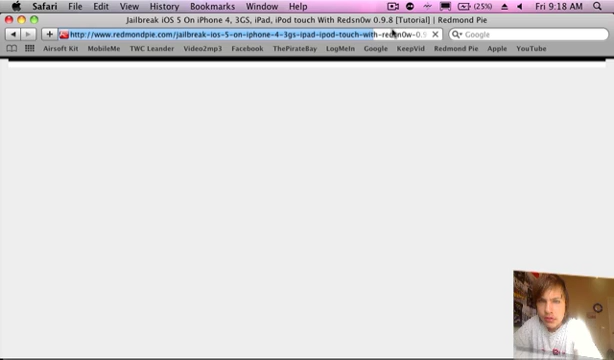 Safari File Edit View History Bookmarks Window Help (25%) Fri 9:18 AM
Jailbreak iOS 5 On iPhone 4, 3GS, iPad, iPod touch With Redsn0w 0.9.8 [Tutorial] | Redmond Pie
http://www.redmondpie.com/jailbreak-ios-5-on-iphone-4-3gs-ipad-ipod-touch-with-redsn0w-0.9 Google
Airsoft Kit MobileMe TWC Leander Video2mp3 Facebook ThePirateBay LogMeIn Google KeepVid Redmond Pie Apple YouTube